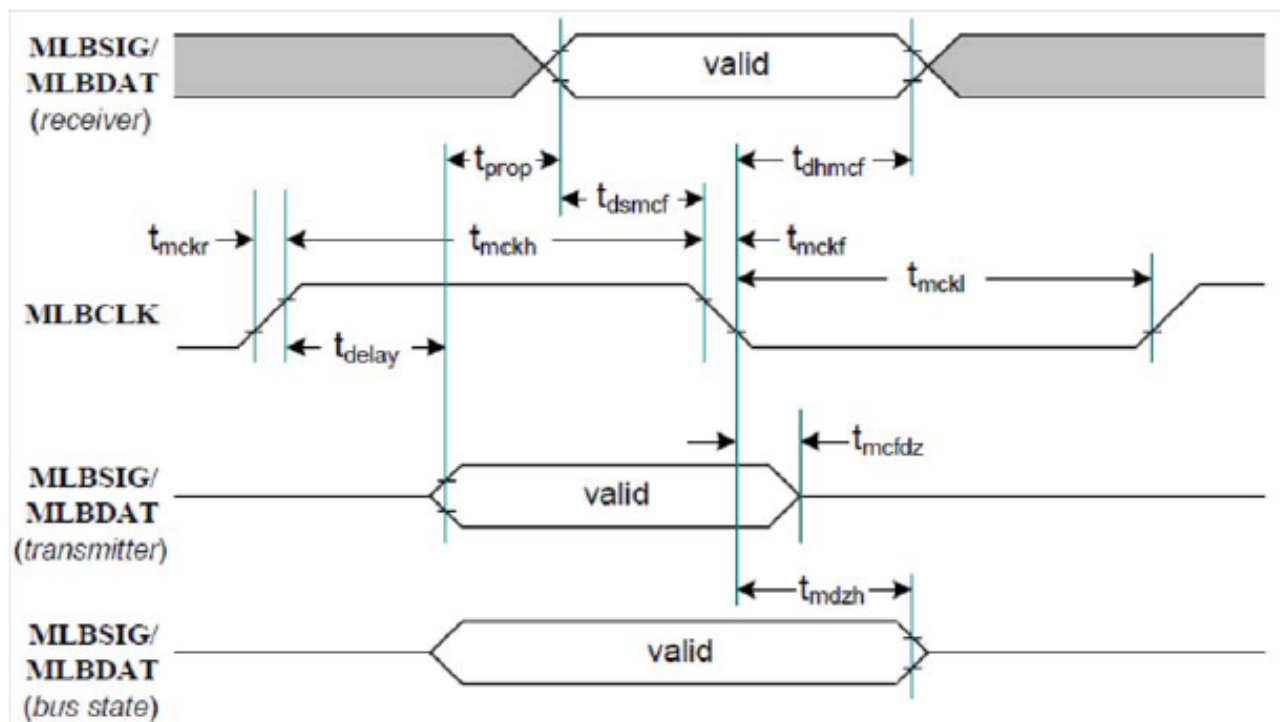 MLBSIG/
MLBDAT
(receiver)
valid
tprop
tdhmcf
tdsmcf
tmckr
tmckh
tmckf
tmckl
MLBCLK
tdelay
tmcfdz
MLBSIG/
MLBDAT
(transmitter)
valid
tmdzh
MLBSIG/
MLBDAT
(bus state)
valid